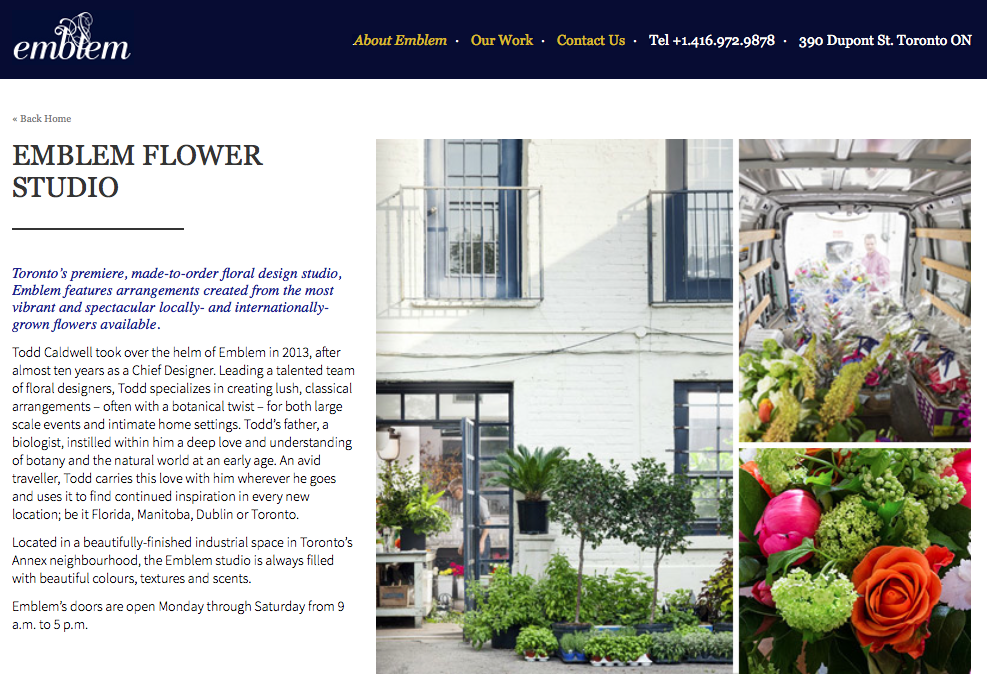 emblem
About Emblem · Our Work · Contact Us · Tel +1.416.972.9878 · 390 Dupont St. Toronto ON
« Back Home
EMBLEM FLOWER
STUDIO
Toronto's premiere, made-to-order floral design studio,
Emblem features arrangements created from the most
vibrant and spectacular locally- and internationally-
grown flowers available.
Todd Caldwell took over the helm of Emblem in 2013, after
almost ten years as a Chief Designer. Leading a talented team
of floral designers, Todd specializes in creating lush, classical
arrangements – often with a botanical twist – for both large
scale events and intimate home settings. Todd's father, a
biologist, instilled within him a deep love and understanding
of botany and the natural world at an early age. An avid
traveller, Todd carries this love with him wherever he goes
and uses it to find continued inspiration in every new
location; be it Florida, Manitoba, Dublin or Toronto.
Located in a beautifully-finished industrial space in Toronto's
Annex neighbourhood, the Emblem studio is always filled
with beautiful colours, textures and scents.
Emblem's doors are open Monday through Saturday from 9
a.m. to 5 p.m.